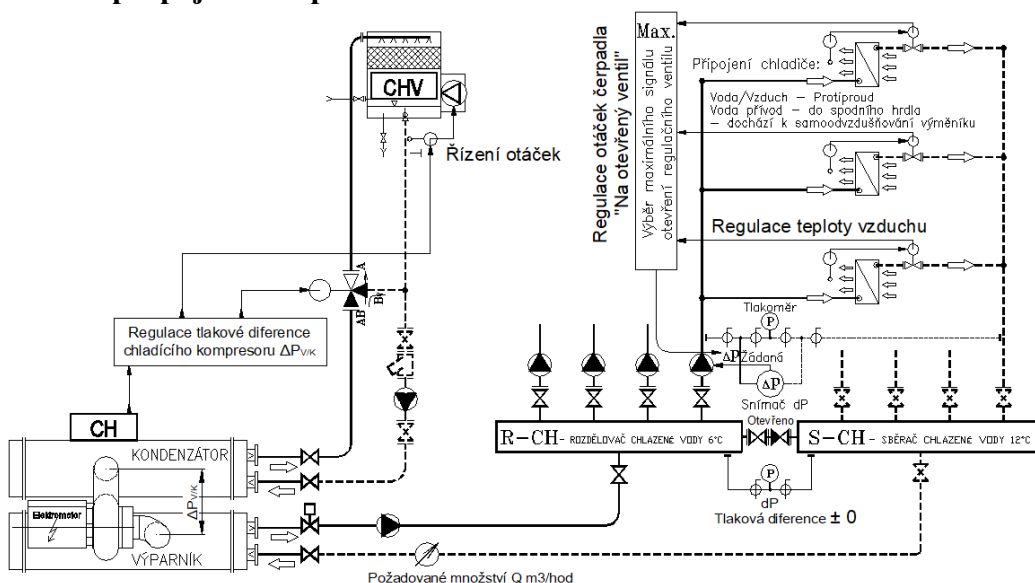 CHV
Řízení otáček
A
B
AB
Regulace tlakové diference
chladícího kompresoru ΔPV/K
CH
KONDENZÁTOR
ΔPV/K
Elektromotor
VÝPARNÍK
Požadované množství Q m3/hod
Regulace otáček čerpadla
"Na otevřený ventil"
Max.
Výběr maximálního signálu
otevření regulačního ventilu
Přípojení chladiče:
Voda/Vzduch – Protiproud
Voda přívod – do spodního hrdla
– dochází k samoodvzdušňování výměníku
Regulace teploty vzduchu
Tlakoměr
P
ΔPŽádaná
ΔP
Snímač dP
Otevřeno
R-CH- ROZDĚLOVAČ CHLAZENÉ VODY 6°C
S-CH - SBĚRAČ CHLAZENÉ VODY 12°C
P
dP
Tlaková diference ± 0